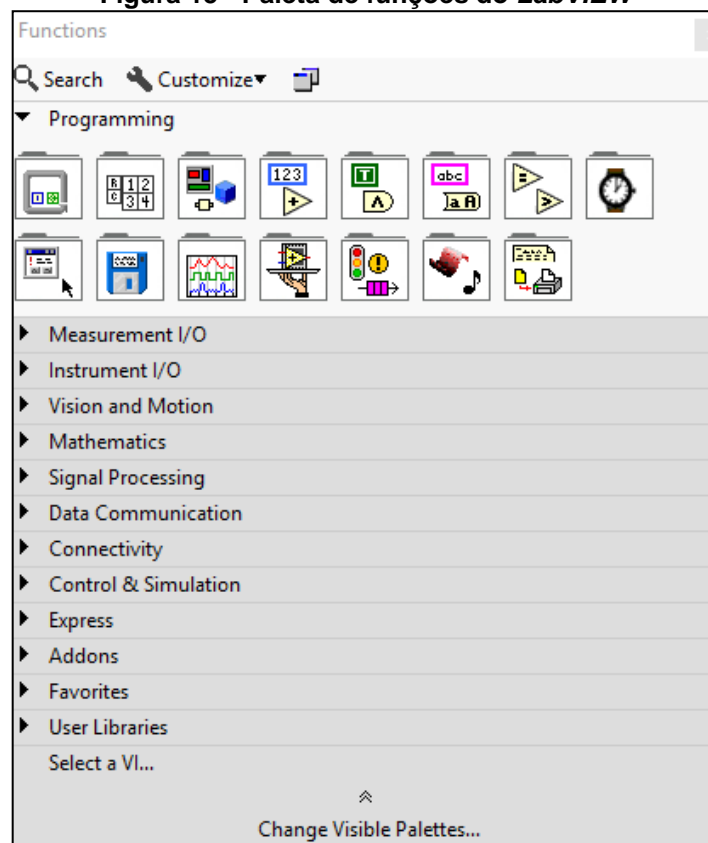 Figura 10 - Paleta de funções do LabVIEW
Functions
Search Customize
Programming
123
abc
Measurement I/O
Instrument I/O
Vision and Motion
Mathematics
Signal Processing
Data Communication
Connectivity
Control & Simulation
Express
Addons
Favorites
User Libraries
Select a VI...
Change Visible Palettes...